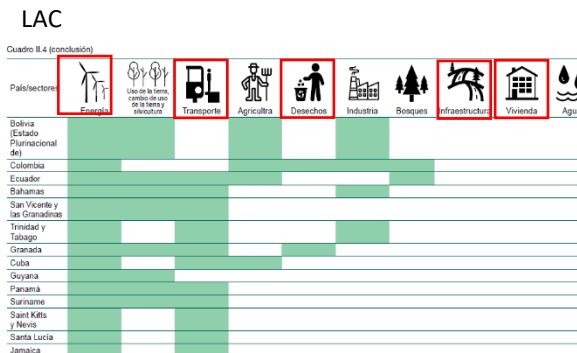 LAC
Cuadro II.4 (conclusión)
País/sectores
Energía
Uso de la tierra,
cambio de uso
de la tierra y
silvicultura
Transporte
Agricultra
Desechos
Industria
Bosques
Infraestructura
Vivienda
Agu
Bolivia
(Estado
Plurinacional
de)
Colombia
Ecuador
Bahamas
San Vicente y
las Granadinas
Trinidad y
Tabago
Granada
Cuba
Guyana
Panamá
Suriname
Saint Kitts
y Nevis
Santa Lucía
Jamaica